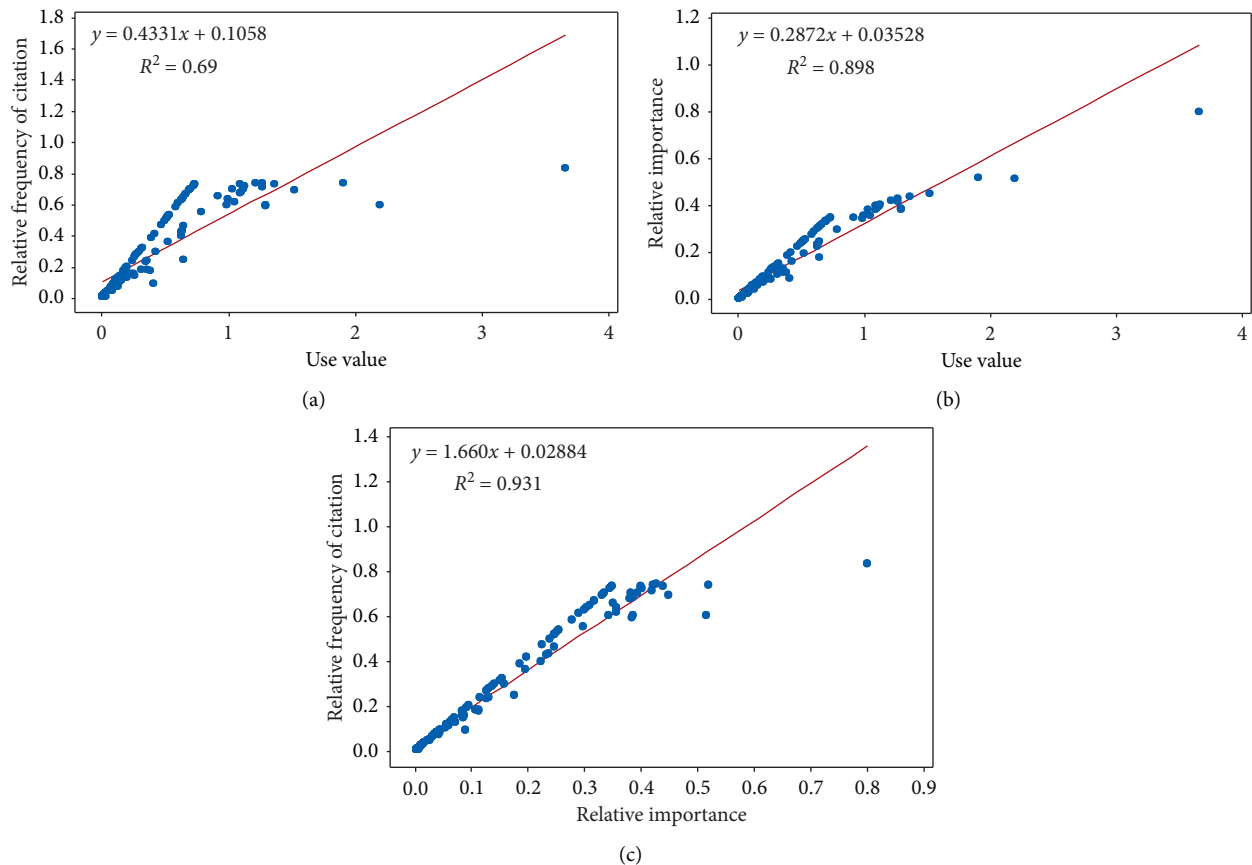 1.8
1.6
1.4
1.2
1.0
0.8
0.6
0.4
0.2
0.0
Relative frequency of citation
y = 0.4331x + 0.1058
R² = 0.69
0 1 2 3 4
Use value
(a)
1.2
1.0
0.8
0.6
0.4
0.2
0.0
Relative importance
y = 0.2872x + 0.03528
R² = 0.898
0 1 2 3 4
Use value
(b)
1.4
1.2
1.0
0.8
0.6
0.4
0.2
0.0
Relative frequency of citation
y = 1.660x + 0.02884
R² = 0.931
0.0 0.1 0.2 0.3 0.4 0.5 0.6 0.7 0.8 0.9
Relative importance
(c)